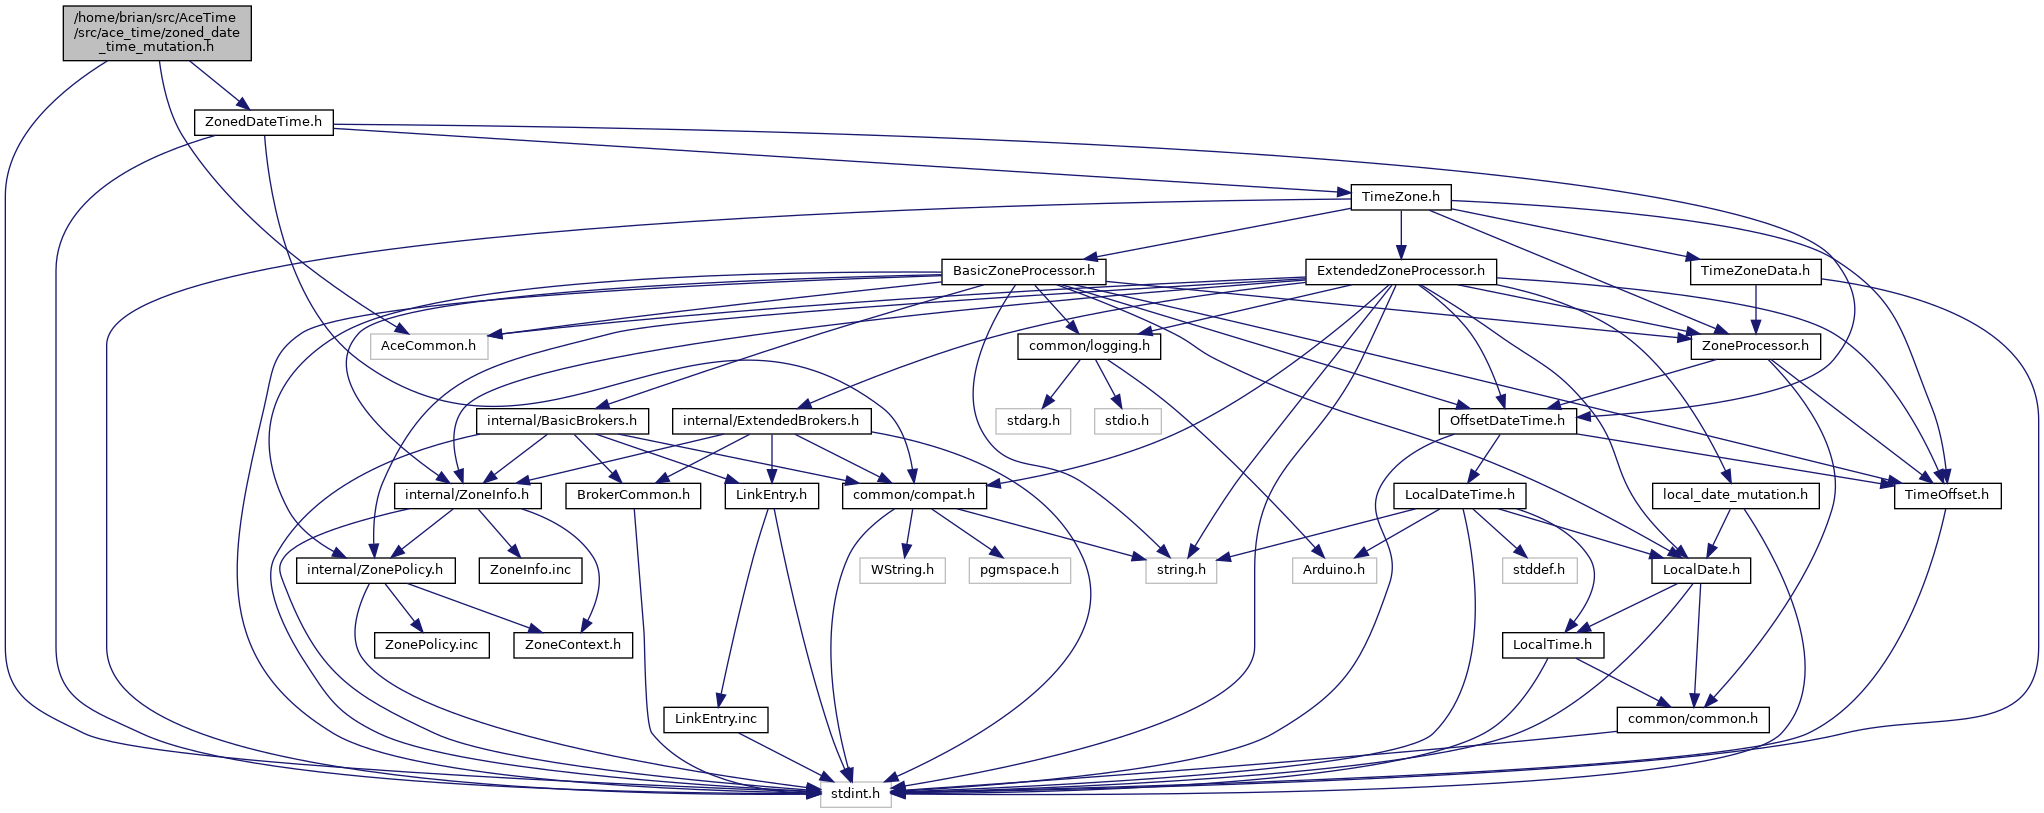 /home/brian/src/AceTime
/src/ace_time/zoned_date
_time_mutation.h
ZonedDateTime.h
TimeZone.h
BasicZoneProcessor.h
ExtendedZoneProcessor.h
TimeZoneData.h
AceCommon.h
common/logging.h
ZoneProcessor.h
stdarg.h
stdio.h
internal/BasicBrokers.h
internal/ExtendedBrokers.h
OffsetDateTime.h
internal/ZoneInfo.h
BrokerCommon.h
LinkEntry.h
common/compat.h
LocalDateTime.h
local_date_mutation.h
TimeOffset.h
internal/ZonePolicy.h
ZoneInfo.inc
WString.h
pgmspace.h
string.h
Arduino.h
stddef.h
LocalDate.h
ZonePolicy.inc
ZoneContext.h
LocalTime.h
LinkEntry.inc
common/common.h
stdint.h